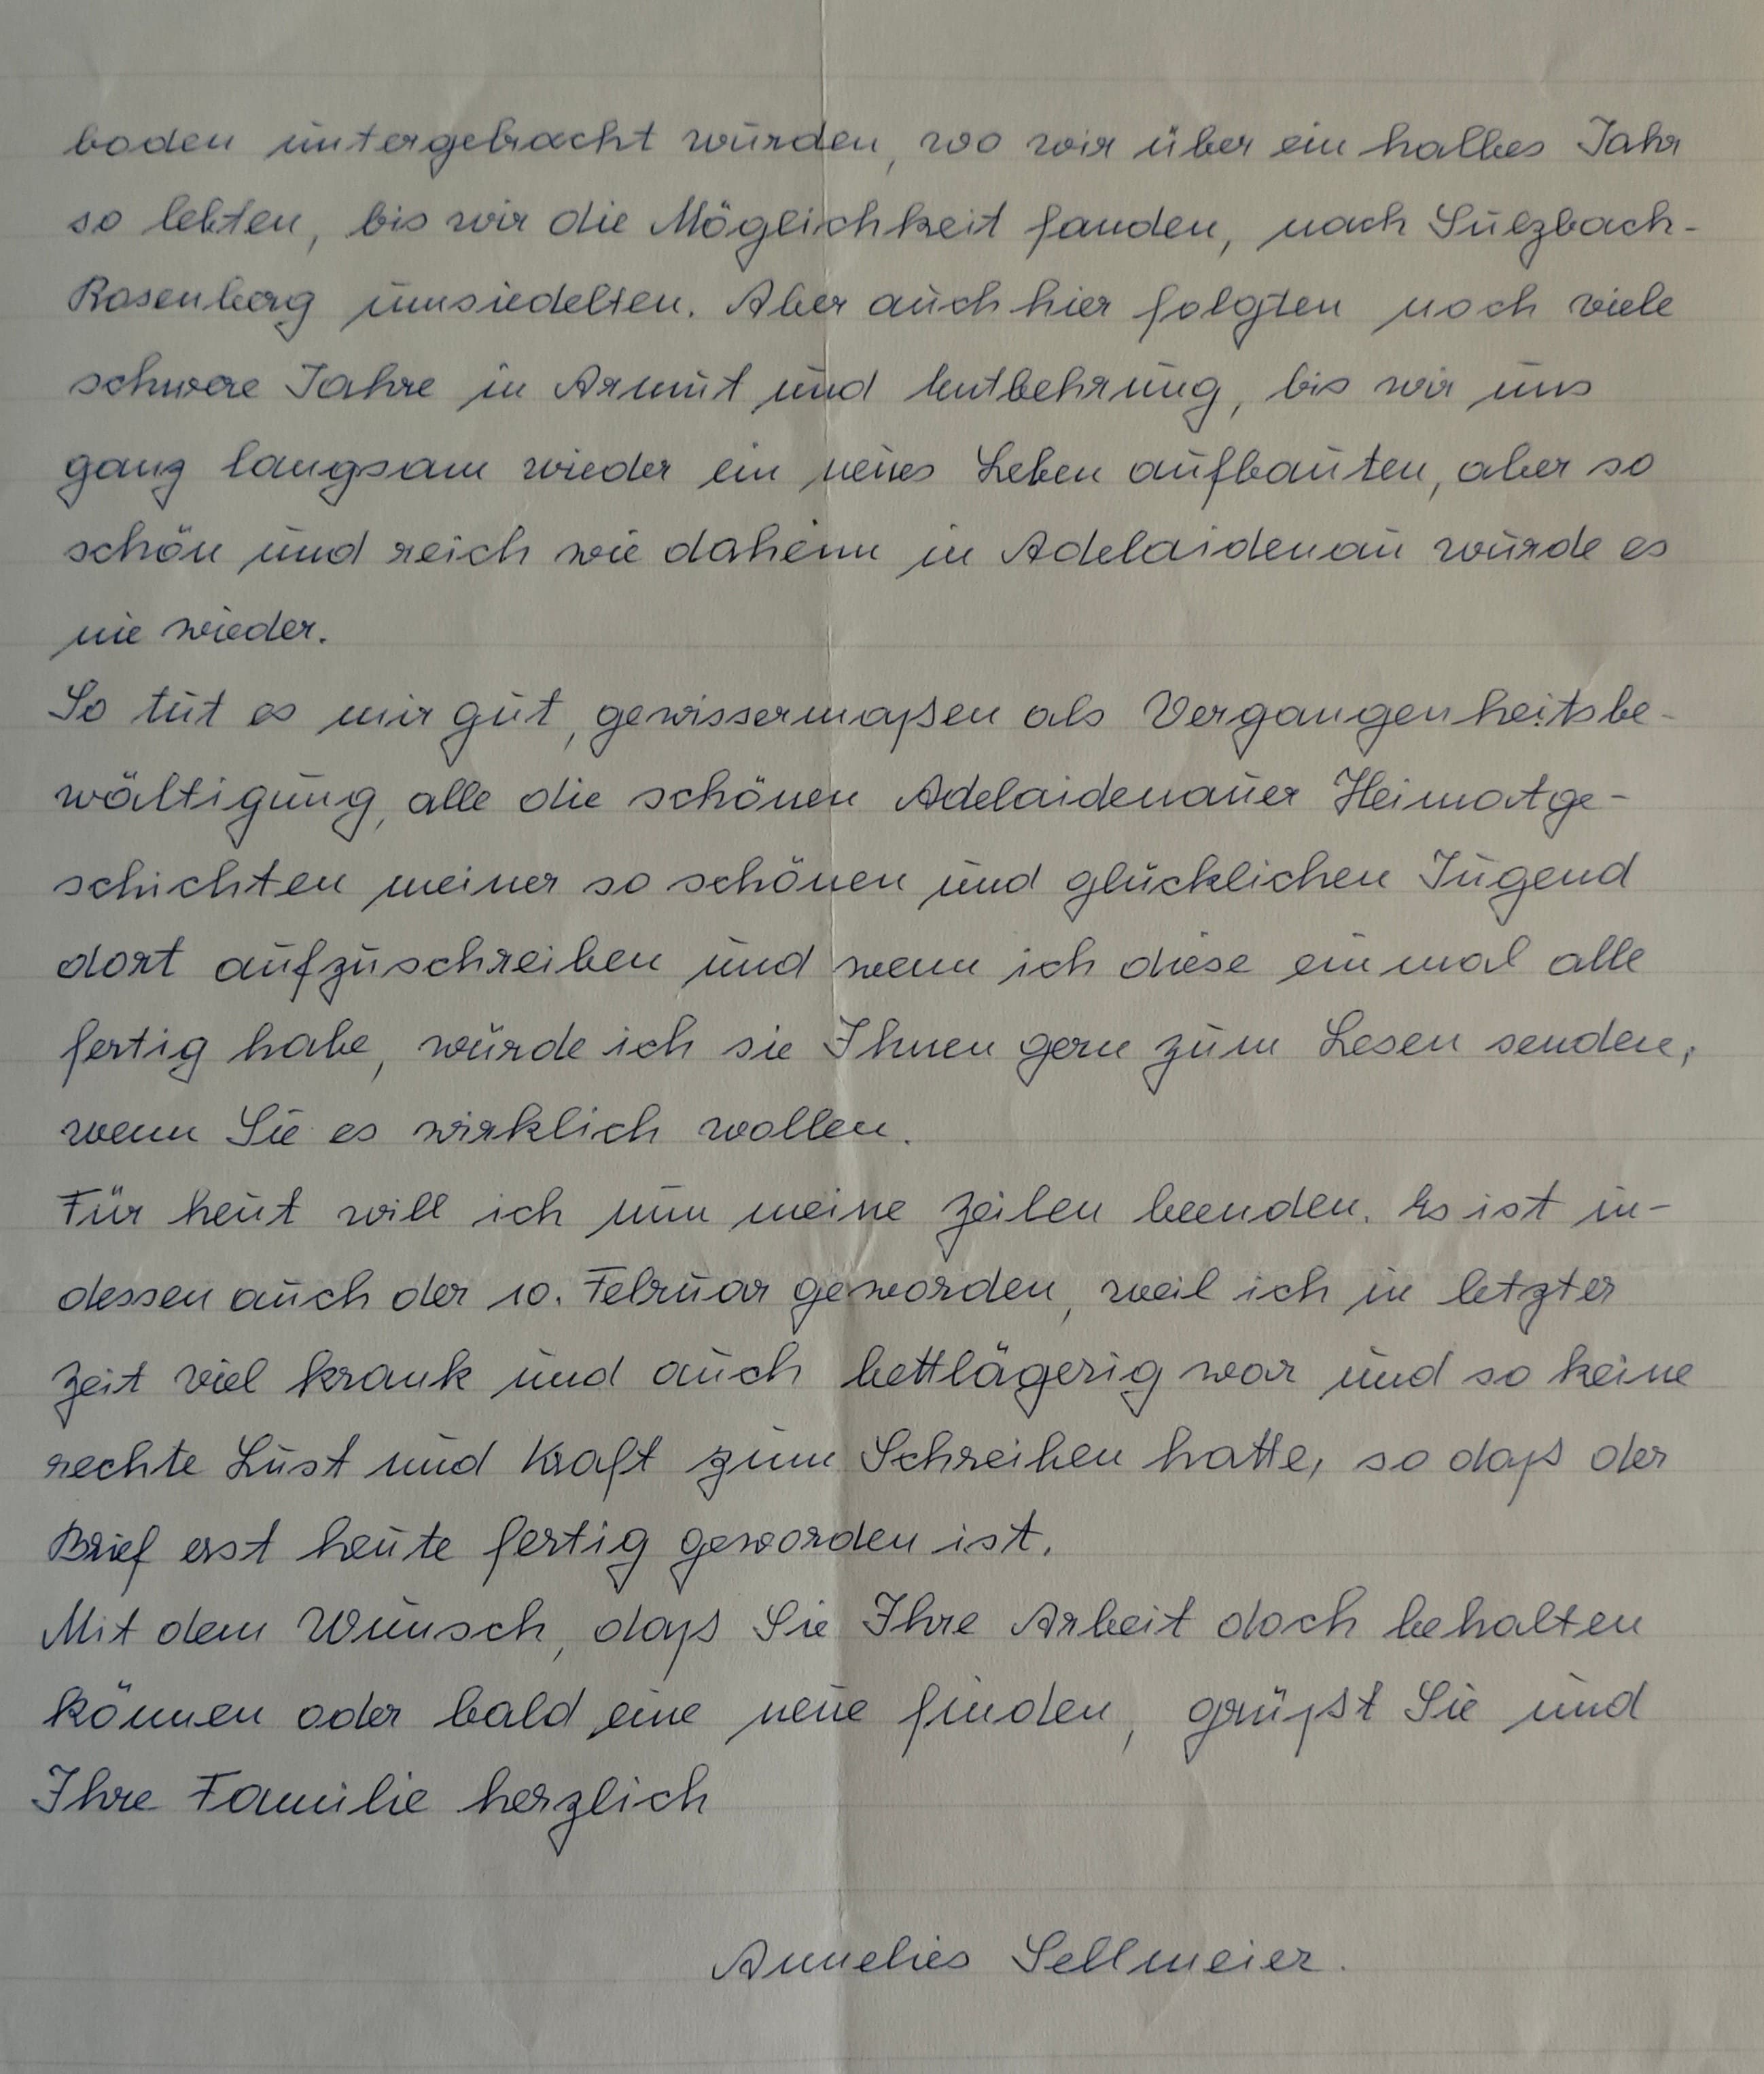 boden untergebracht wurden, wo wir über ein halbes Jahr
so lebten, bis wir die Möglichkeit fanden, nach Sulzbach-
Rosenberg umsiedelten. Aber auch hier folgten noch viele
schwere Jahre in Armut und Entbehrung, bis wir uns
ganz langsam wieder ein neues Leben aufbauten, aber so
schön und reich wie daheim in Adelaidenau wurde es
nie wieder.
So tut es mir gut, gewissermaßen als Vergangenheitsbe-
wältigung, alle die schönen Adelaidenauer Heimatge-
schichten meiner so schönen und glücklichen Jugend
dort aufzuschreiben und wenn ich diese einmal alle
fertig habe, würde ich sie Ihnen gern zum Lesen senden,
wenn Sie es wirklich wollen.
Für heut will ich nun meine Zeilen beenden. Es ist in-
dessen auch der 10. Februar geworden, weil ich in letzter
Zeit viel krank und auch bettlägerig war und so keine
rechte Lust und Kraft zum Schreiben hatte, so daß der
Brief erst heute fertig geworden ist.
Mit dem Wunsch, daß Sie Ihre Arbeit doch behalten
können oder bald eine neue finden, grüßt Sie und
Ihre Familie herzlich
Annelies Sellmeier.